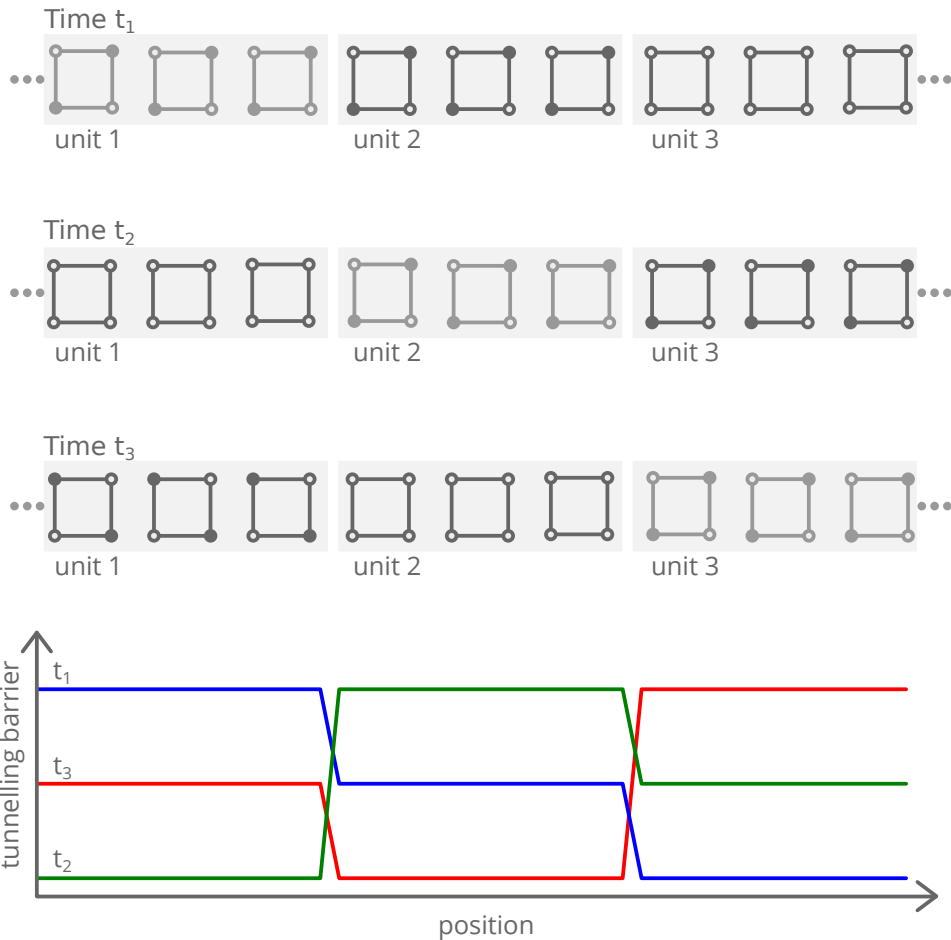 Time t₁
unit 1
unit 2
unit 3
Time t₂
unit 1
unit 2
unit 3
Time t₃
unit 1
unit 2
unit 3
tunnelling barrier
t₁
t₃
t₂
position